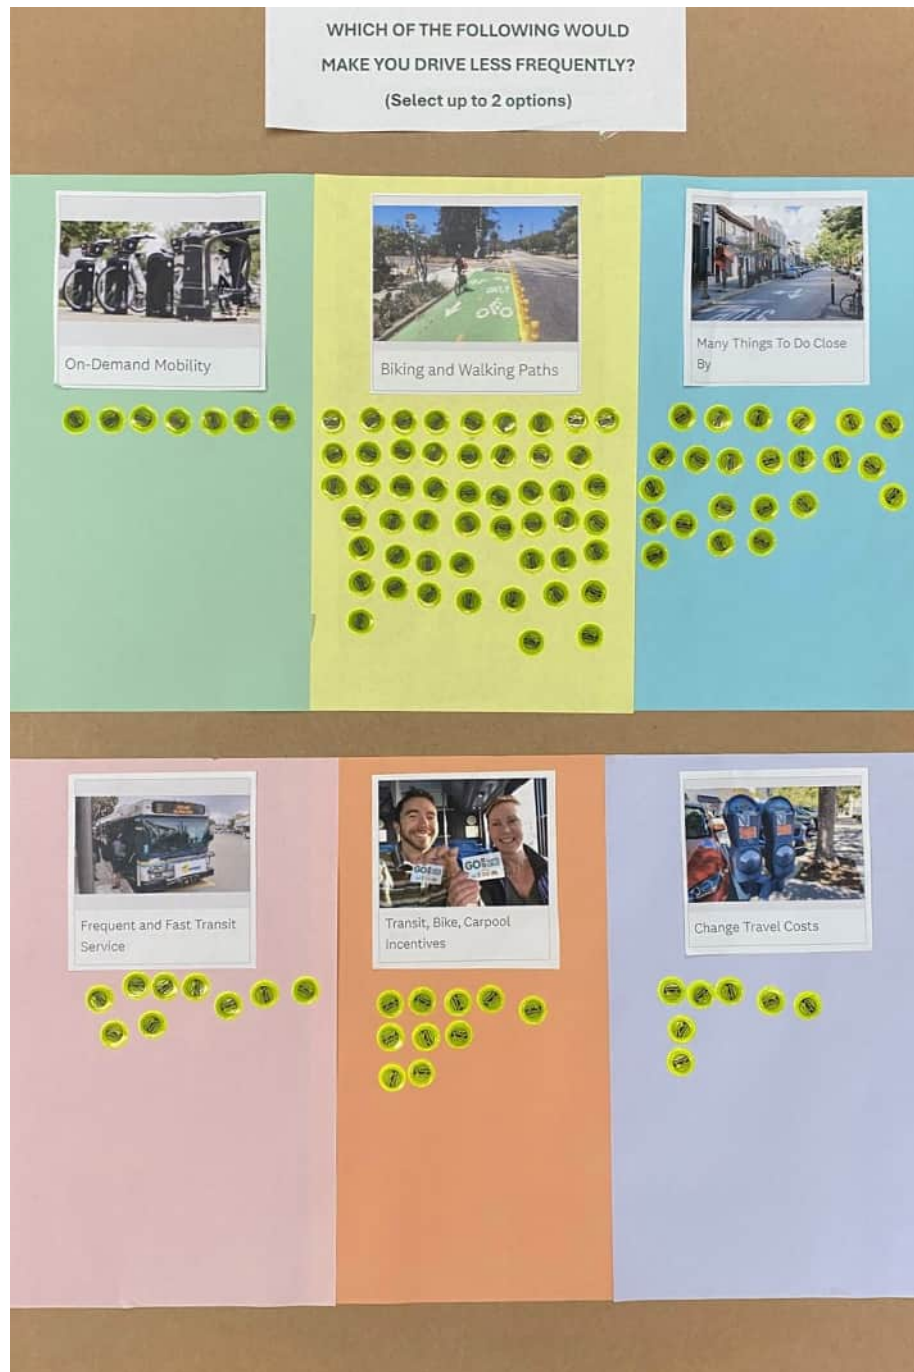 WHICH OF THE FOLLOWING WOULD
MAKE YOU DRIVE LESS FREQUENTLY?
(Select up to 2 options)
On-Demand Mobility
Biking and Walking Paths
Many Things To Do Close
By
Frequent and Fast Transit
Service
GO
GO
Transit, Bike, Carpool
Incentives
Change Travel Costs